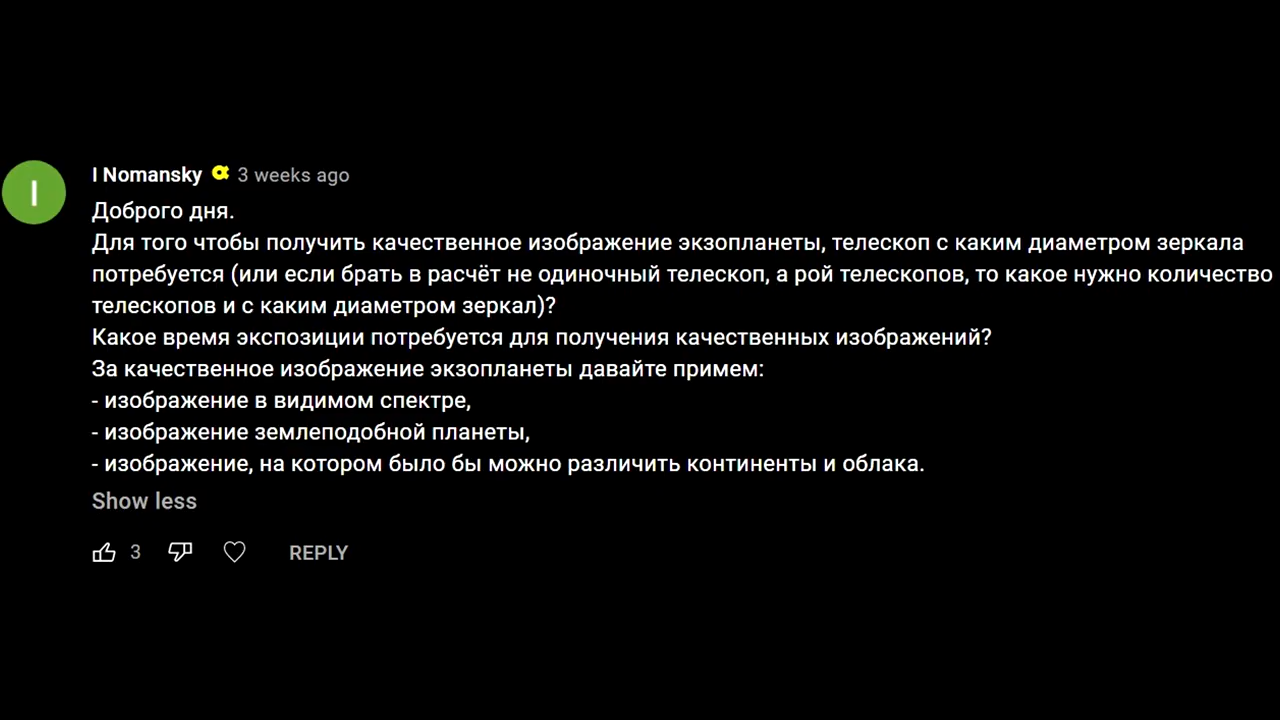 I
I Nomansky 3 weeks ago
Доброго дня.
Для того чтобы получить качественное изображение экзопланеты, телескоп с каким диаметром зеркала
потребуется (или если брать в расчёт не одиночный телескоп, а рой телескопов, то какое нужно количество
телескопов и с каким диаметром зеркал)?
Какое время экспозиции потребуется для получения качественных изображений?
За качественное изображение экзопланеты давайте примем:
- изображение в видимом спектре,
- изображение землеподобной планеты,
- изображение, на котором было бы можно различить континенты и облака.
Show less
3 REPLY